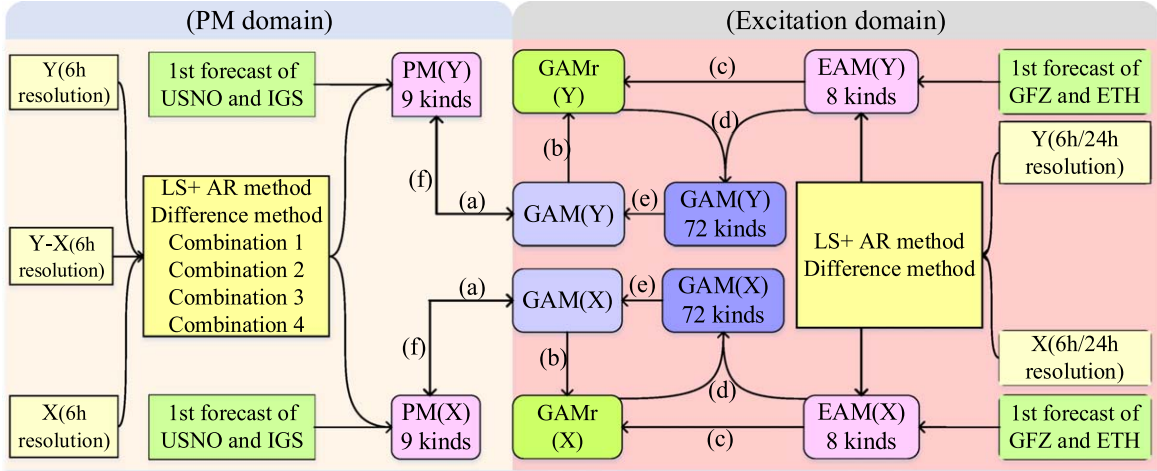 (PM domain)
(Excitation domain)
Y(6h
resolution)
1st forecast of
USNO and IGS
PM(Y)
9 kinds
GAMr
(Y)
(c)
EAM(Y)
8 kinds
1st forecast of
GFZ and ETH
(d)
(b)
Y(6h/24h
resolution)
(f)
LS+ AR method
Difference method
Combination 1
Combination 2
Combination 3
Combination 4
(a)
GAM(Y)
(e)
GAM(Y)
72 kinds
Y-X(6h
resolution)
LS+ AR method
Difference method
(a)
GAM(X)
(e)
GAM(X)
72 kinds
(f)
(b)
X(6h/24h
resolution)
(d)
X(6h
resolution)
1st forecast of
USNO and IGS
PM(X)
9 kinds
GAMr
(X)
(c)
EAM(X)
8 kinds
1st forecast of
GFZ and ETH